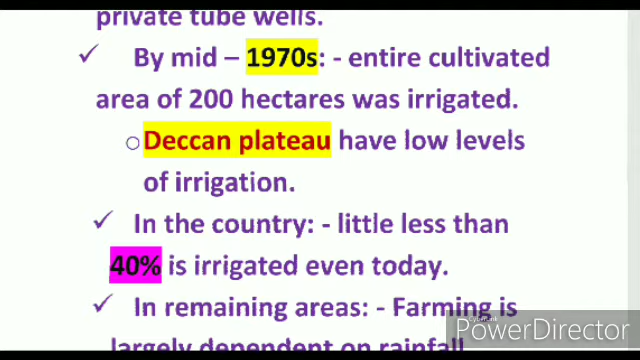 private tube wells.
✓ By mid – 1970s: - entire cultivated
area of 200 hectares was irrigated.
○ Deccan plateau have low levels
of irrigation.
✓ In the country: - little less than
40% is irrigated even today.
✓ In remaining areas: - Farming is
largely dependent on rainfall
CyberLink
PowerDirector